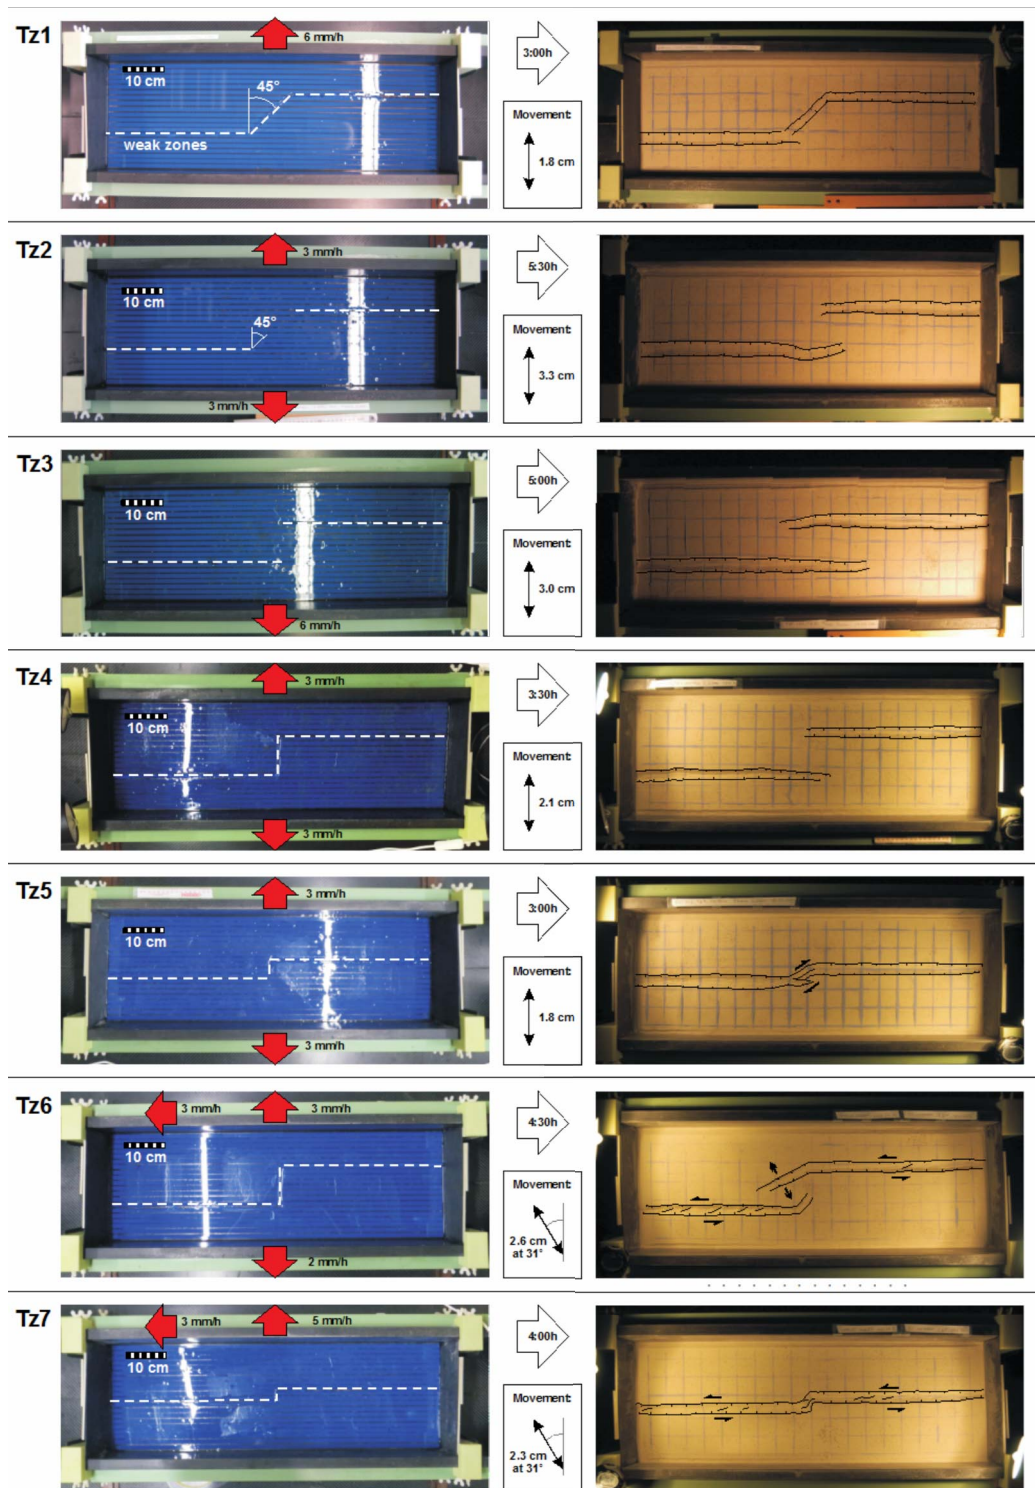 Tz1
6 mm/h
10 cm
45°
weak zones
3:00h
Movement
1.8 cm
Tz2
3 mm/h
10 cm
45°
3 mm/h
5:30h
Movement
3.3 cm
Tz3
10 cm
6 mm/h
5:00h
Movement
3.0 cm
Tz4
3 mm/h
10 cm
3 mm/h
3:30h
Movement
2.1 cm
Tz5
3 mm/h
10 cm
3 mm/h
3:00h
Movement
1.8 cm
Tz6
3 mm/h
3 mm/h
10 cm
2 mm/h
4:30h
Movement
2.6 cm
at 31°
Tz7
3 mm/h
5 mm/h
10 cm
4:00h
Movement
2.3 cm
at 31°